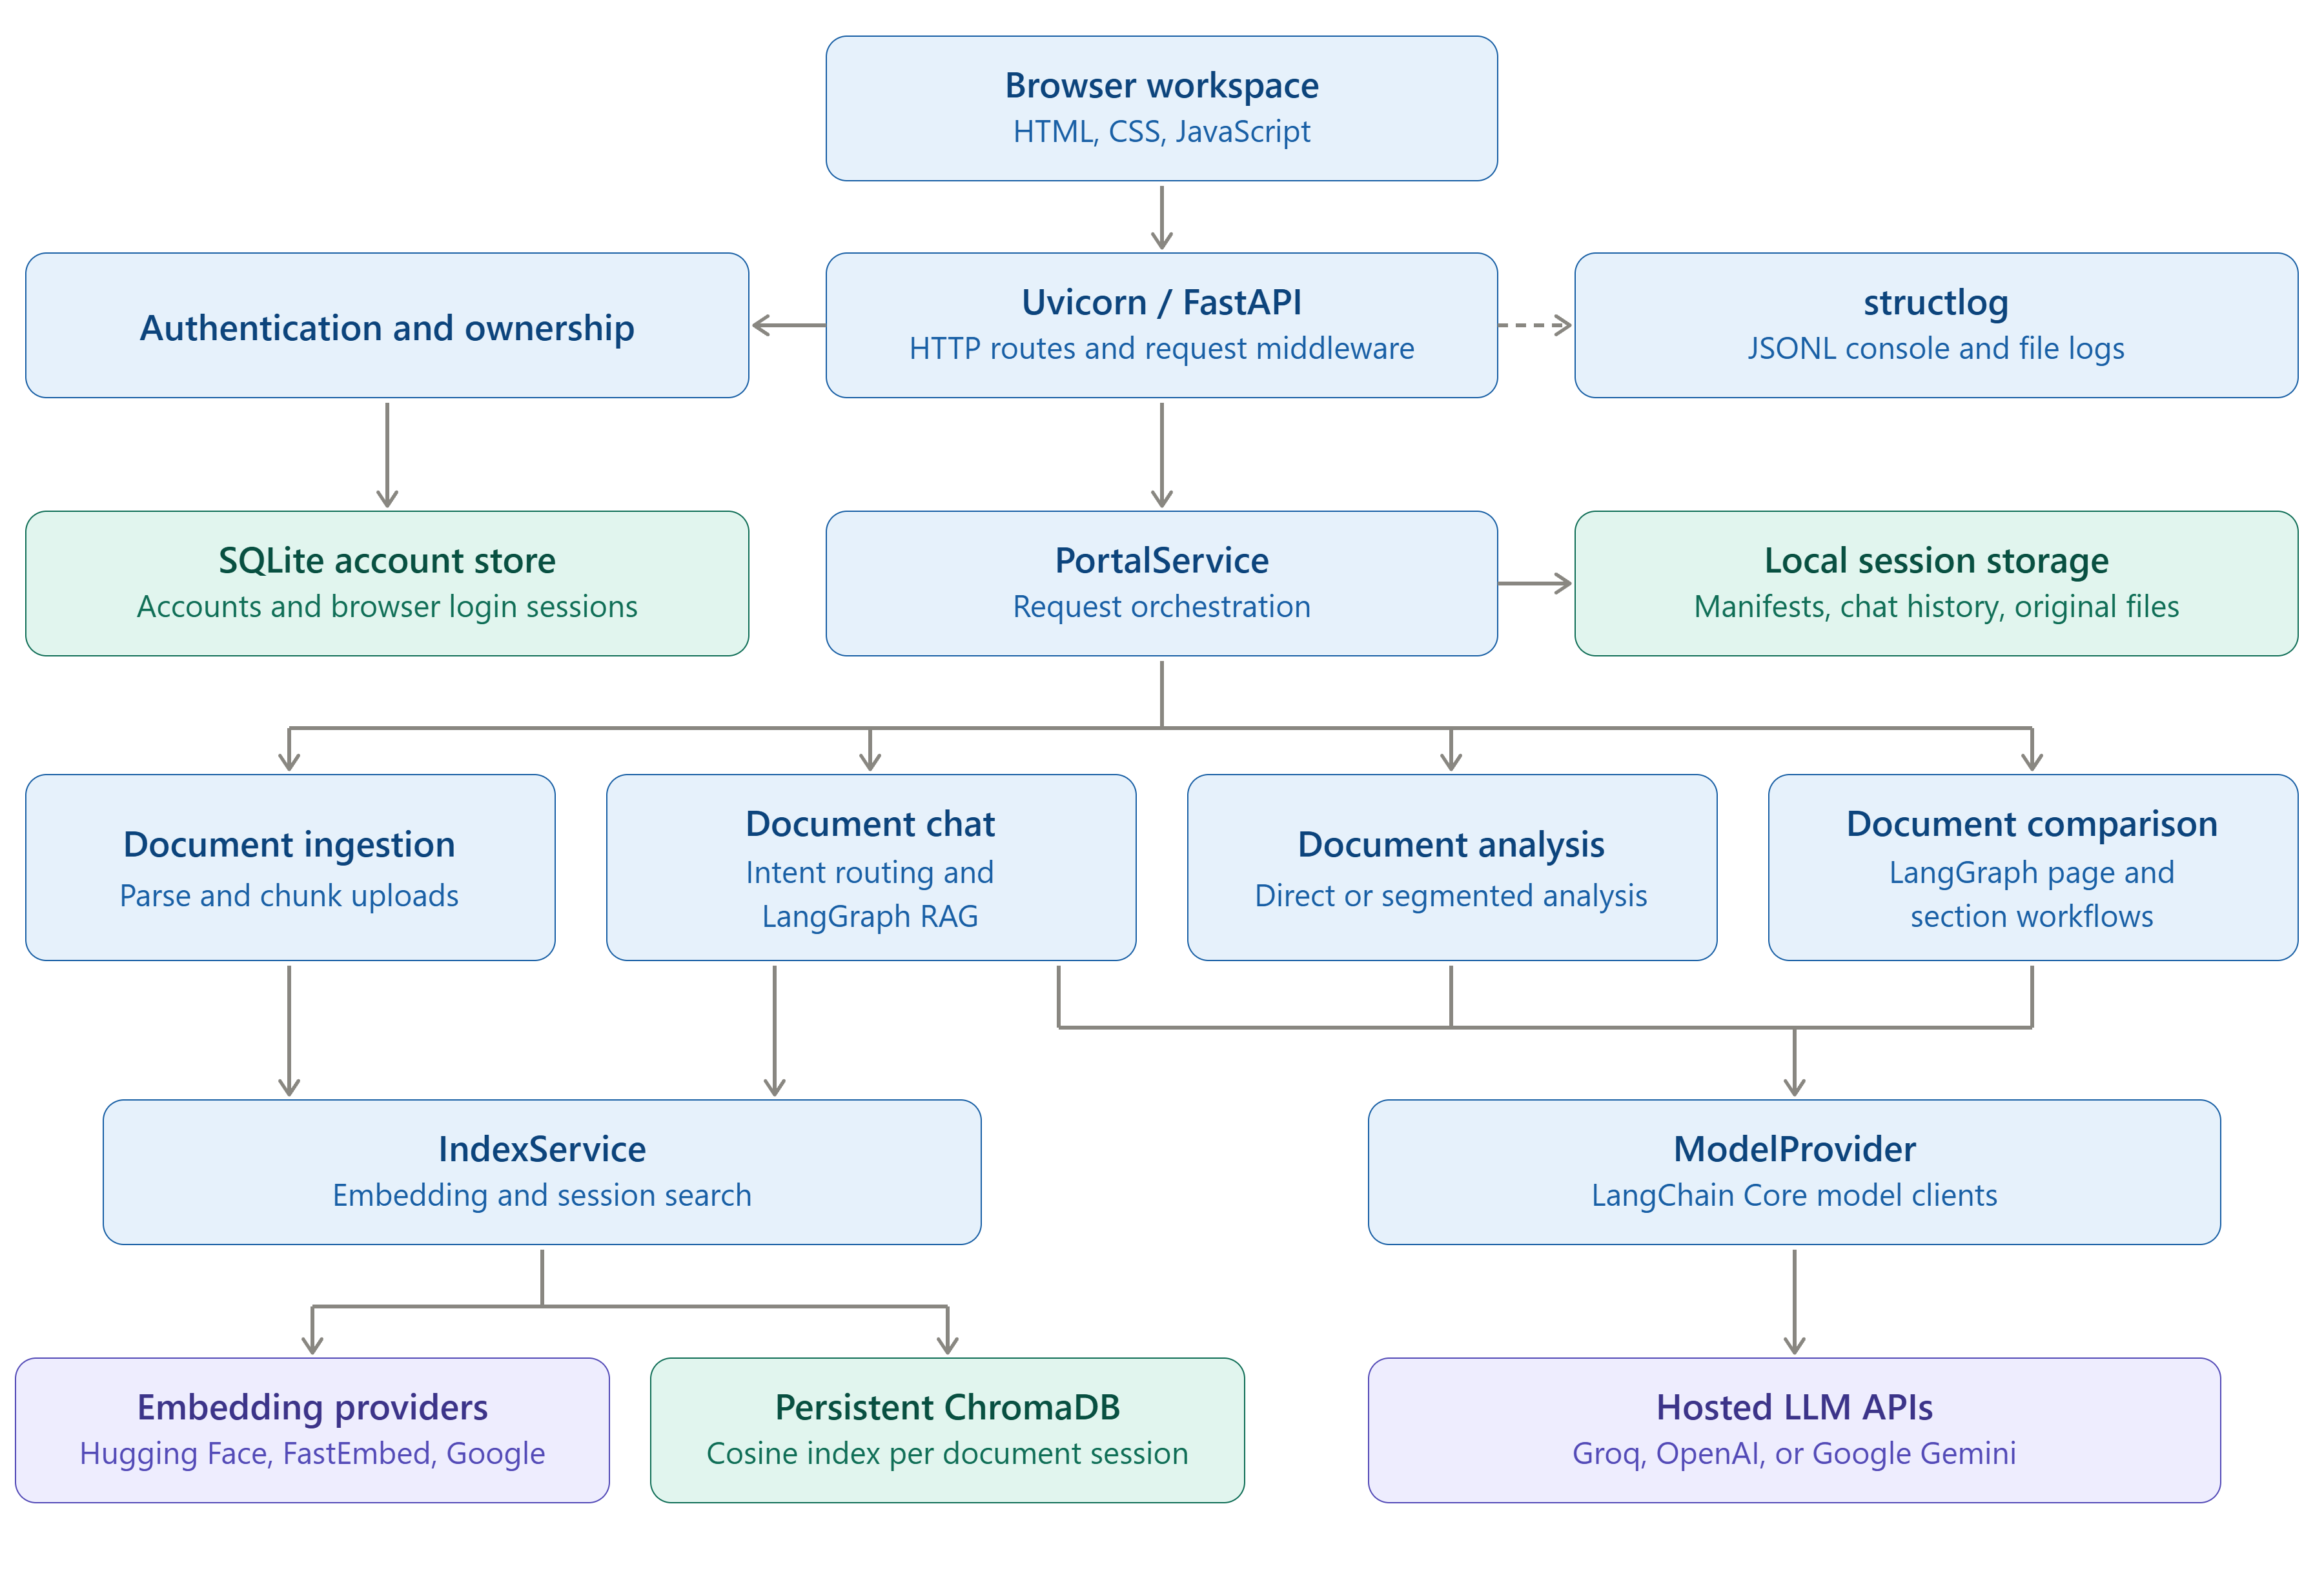 Browser workspace
HTML, CSS, JavaScript
Authentication and ownership
Uvicorn / FastAPI
HTTP routes and request middleware
structlog
JSONL console and file logs
SQLite account store
Accounts and browser login sessions
PortalService
Request orchestration
Local session storage
Manifests, chat history, original files
Document ingestion
Parse and chunk uploads
Document chat
Intent routing and
LangGraph RAG
Document analysis
Direct or segmented analysis
Document comparison
LangGraph page and
section workflows
IndexService
Embedding and session search
ModelProvider
LangChain Core model clients
Embedding providers
Hugging Face, FastEmbed, Google
Persistent ChromaDB
Cosine index per document session
Hosted LLM APIs
Groq, OpenAI, or Google Gemini